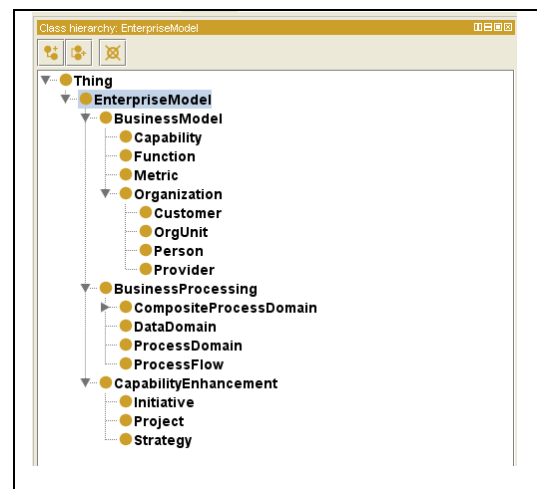 Class hierarchy: EnterpriseModel
Thing
EnterpriseModel
BusinessModel
Capability
Function
Metric
Organization
Customer
OrgUnit
Person
Provider
BusinessProcessing
CompositeProcessDomain
DataDomain
ProcessDomain
ProcessFlow
CapabilityEnhancement
Initiative
Project
Strategy